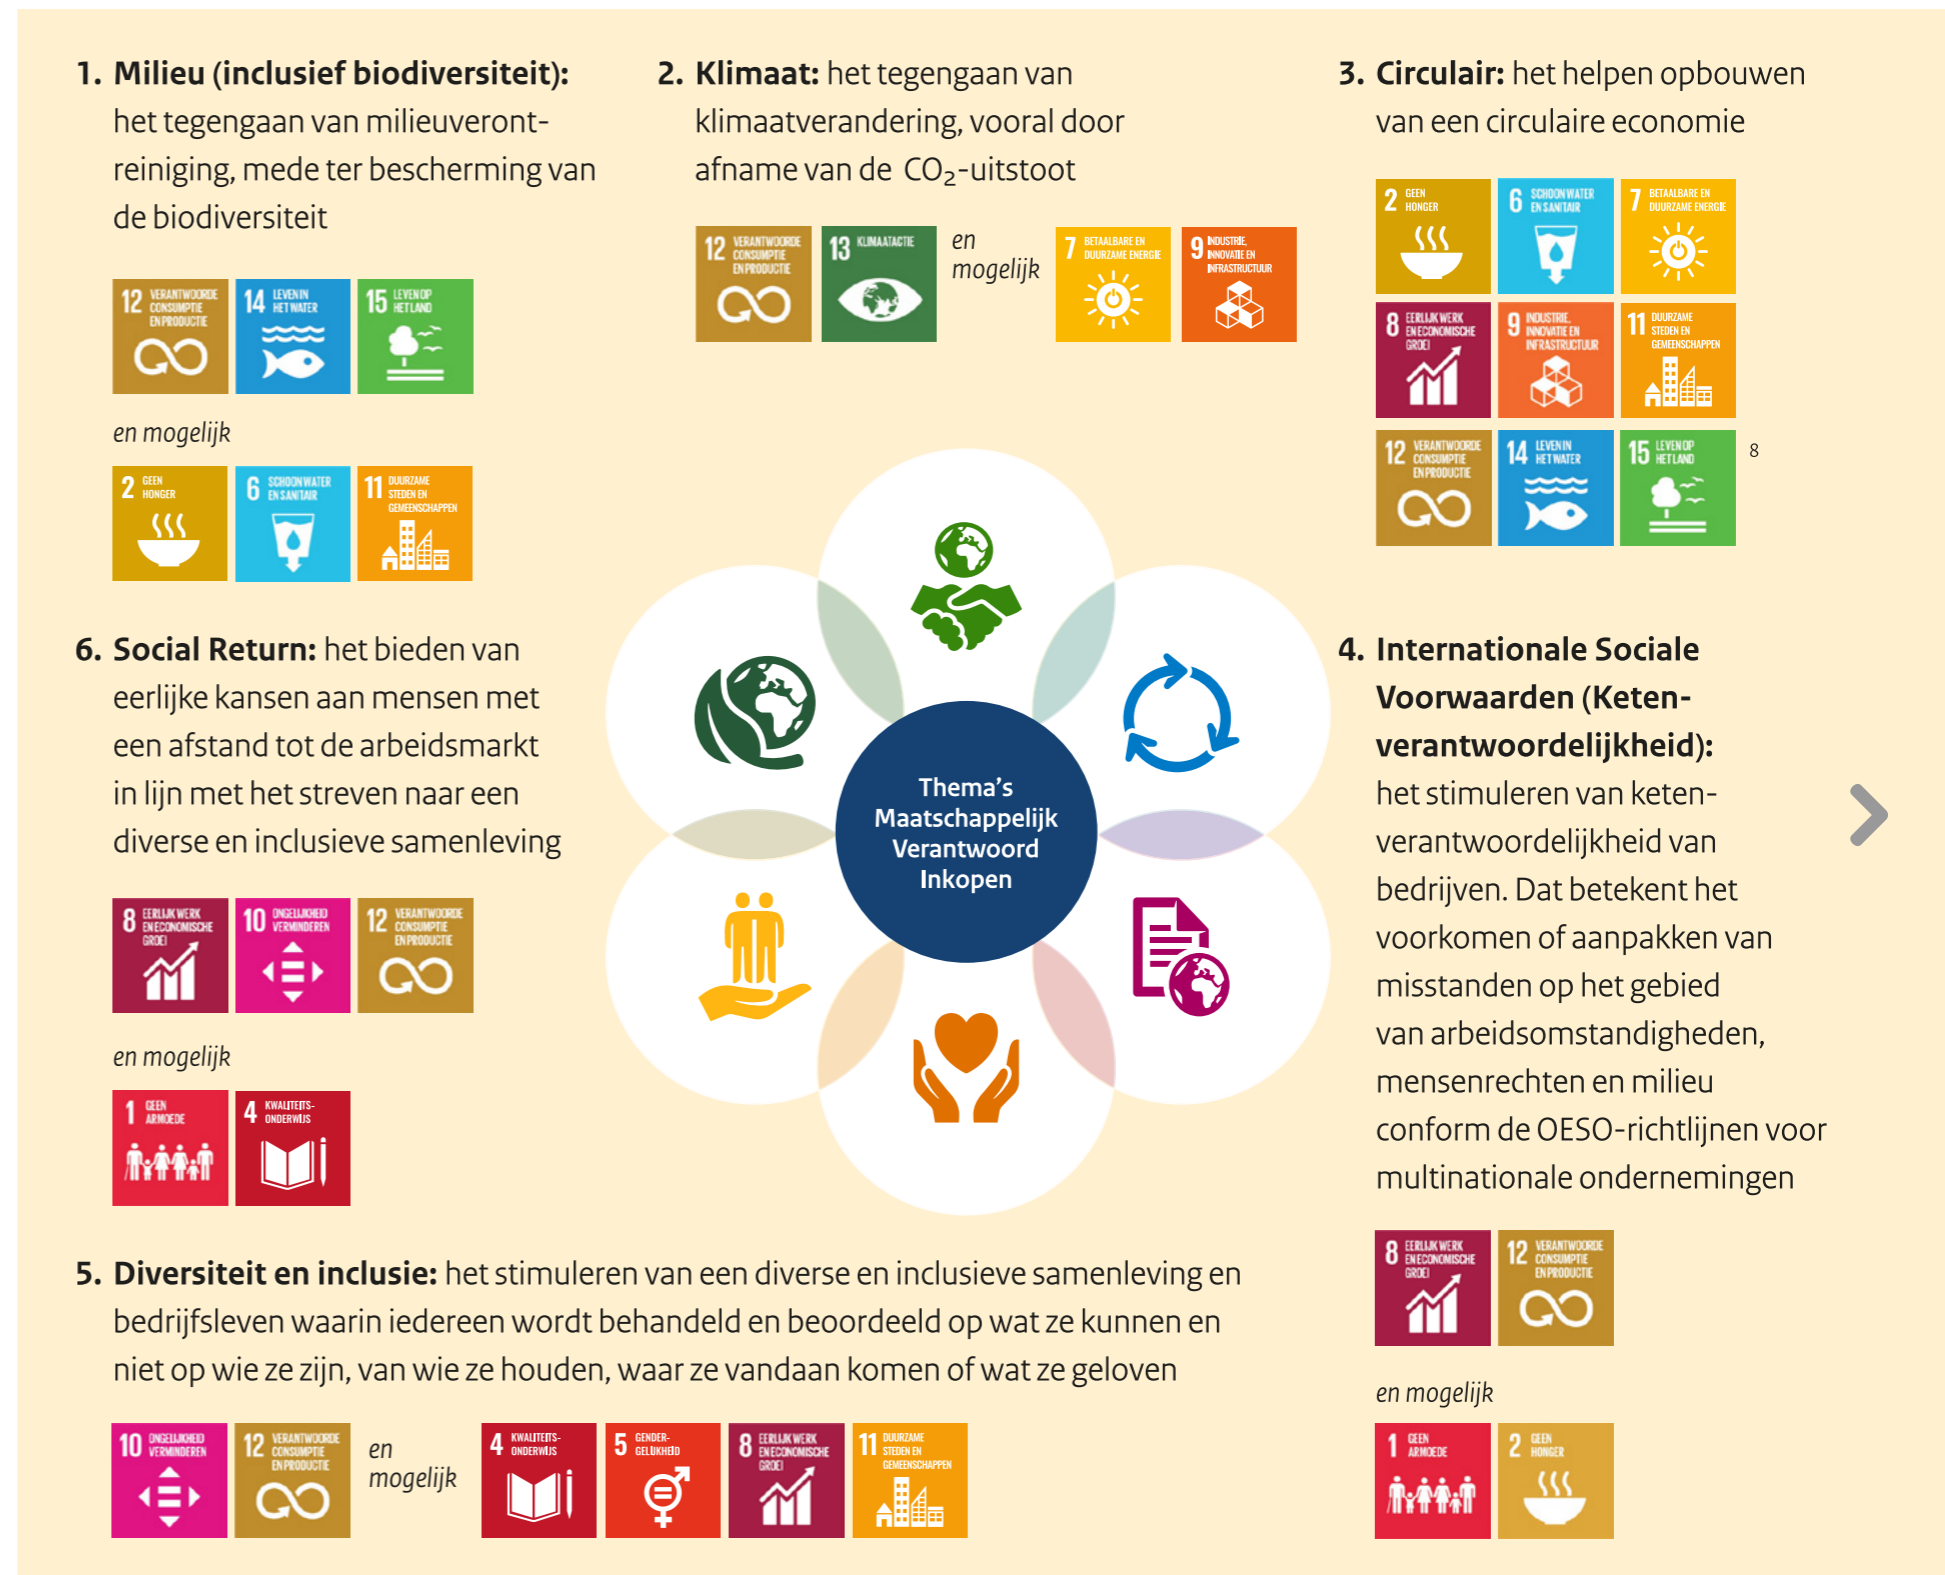 1. Milieu (inclusief biodiversiteit):
het tegengaan van milieuveront-
reiniging, mede ter bescherming van
de biodiversiteit
12 VERANTWOORDE
CONSUMPTIE
EN PRODUCTIE
14 LEVEN IN
HET WATER
15 LEVEN OP
HET LAND
en mogelijk
2 GEEN
HONGER
6 SCHOON WATER
EN SANITAIR
11 DUURZAME
STEDEN EN
GEMEENSCHAPPEN
2. Klimaat: het tegengaan van
klimaatverandering, vooral door
afname van de CO₂-uitstoot
12 VERANTWOORDE
CONSUMPTIE
EN PRODUCTIE
13 KLIMAATACTIE
en
mogelijk
7 BETAALBARE EN
DUURZAME ENERGIE
9 INDUSTRIE,
INNOVATIE EN
INFRASTRUCTUUR
3. Circulair: het helpen opbouwen
van een circulaire economie
2 GEEN
HONGER
6 SCHOON WATER
EN SANITAIR
7 BETAALBARE EN
DUURZAME ENERGIE
8 EERLIJK WERK
EN ECONOMISCHE
GROEI
9 INDUSTRIE,
INNOVATIE EN
INFRASTRUCTUUR
11 DUURZAME
STEDEN EN
GEMEENSCHAPPEN
12 VERANTWOORDE
CONSUMPTIE
EN PRODUCTIE
14 LEVEN IN
HET WATER
15 LEVEN OP
HET LAND
8
Thema's
Maatschappelijk
Verantwoord
Inkopen
4. Internationale Sociale
Voorwaarden (Keten-
verantwoordelijkheid):
het stimuleren van keten-
verantwoordelijkheid van
bedrijven. Dat betekent het
voorkomen of aanpakken van
misstanden op het gebied
van arbeidsomstandigheden,
mensenrechten en milieu
conform de OESO-richtlijnen voor
multinationale ondernemingen
8 EERLIJK WERK
EN ECONOMISCHE
GROEI
12 VERANTWOORDE
CONSUMPTIE
EN PRODUCTIE
en mogelijk
1 GEEN
ARMOEDE
2 GEEN
HONGER
6. Social Return: het bieden van
eerlijke kansen aan mensen met
een afstand tot de arbeidsmarkt
in lijn met het streven naar een
diverse en inclusieve samenleving
8 EERLIJK WERK
EN ECONOMISCHE
GROEI
10 ONGELIJKHEID
VERMINDEREN
12 VERANTWOORDE
CONSUMPTIE
EN PRODUCTIE
en mogelijk
1 GEEN
ARMOEDE
4 KWALITEITS-
ONDERWIJS
5. Diversiteit en inclusie: het stimuleren van een diverse en inclusieve samenleving en
bedrijfsleven waarin iedereen wordt behandeld en beoordeeld op wat ze kunnen en
niet op wie ze zijn, van wie ze houden, waar ze vandaan komen of wat ze geloven
10 ONGELIJKHEID
VERMINDEREN
12 VERANTWOORDE
CONSUMPTIE
EN PRODUCTIE
en
mogelijk
4 KWALITEITS-
ONDERWIJS
5 GENDER-
GELIJKHEID
8 EERLIJK WERK
EN ECONOMISCHE
GROEI
11 DUURZAME
STEDEN EN
GEMEENSCHAPPEN